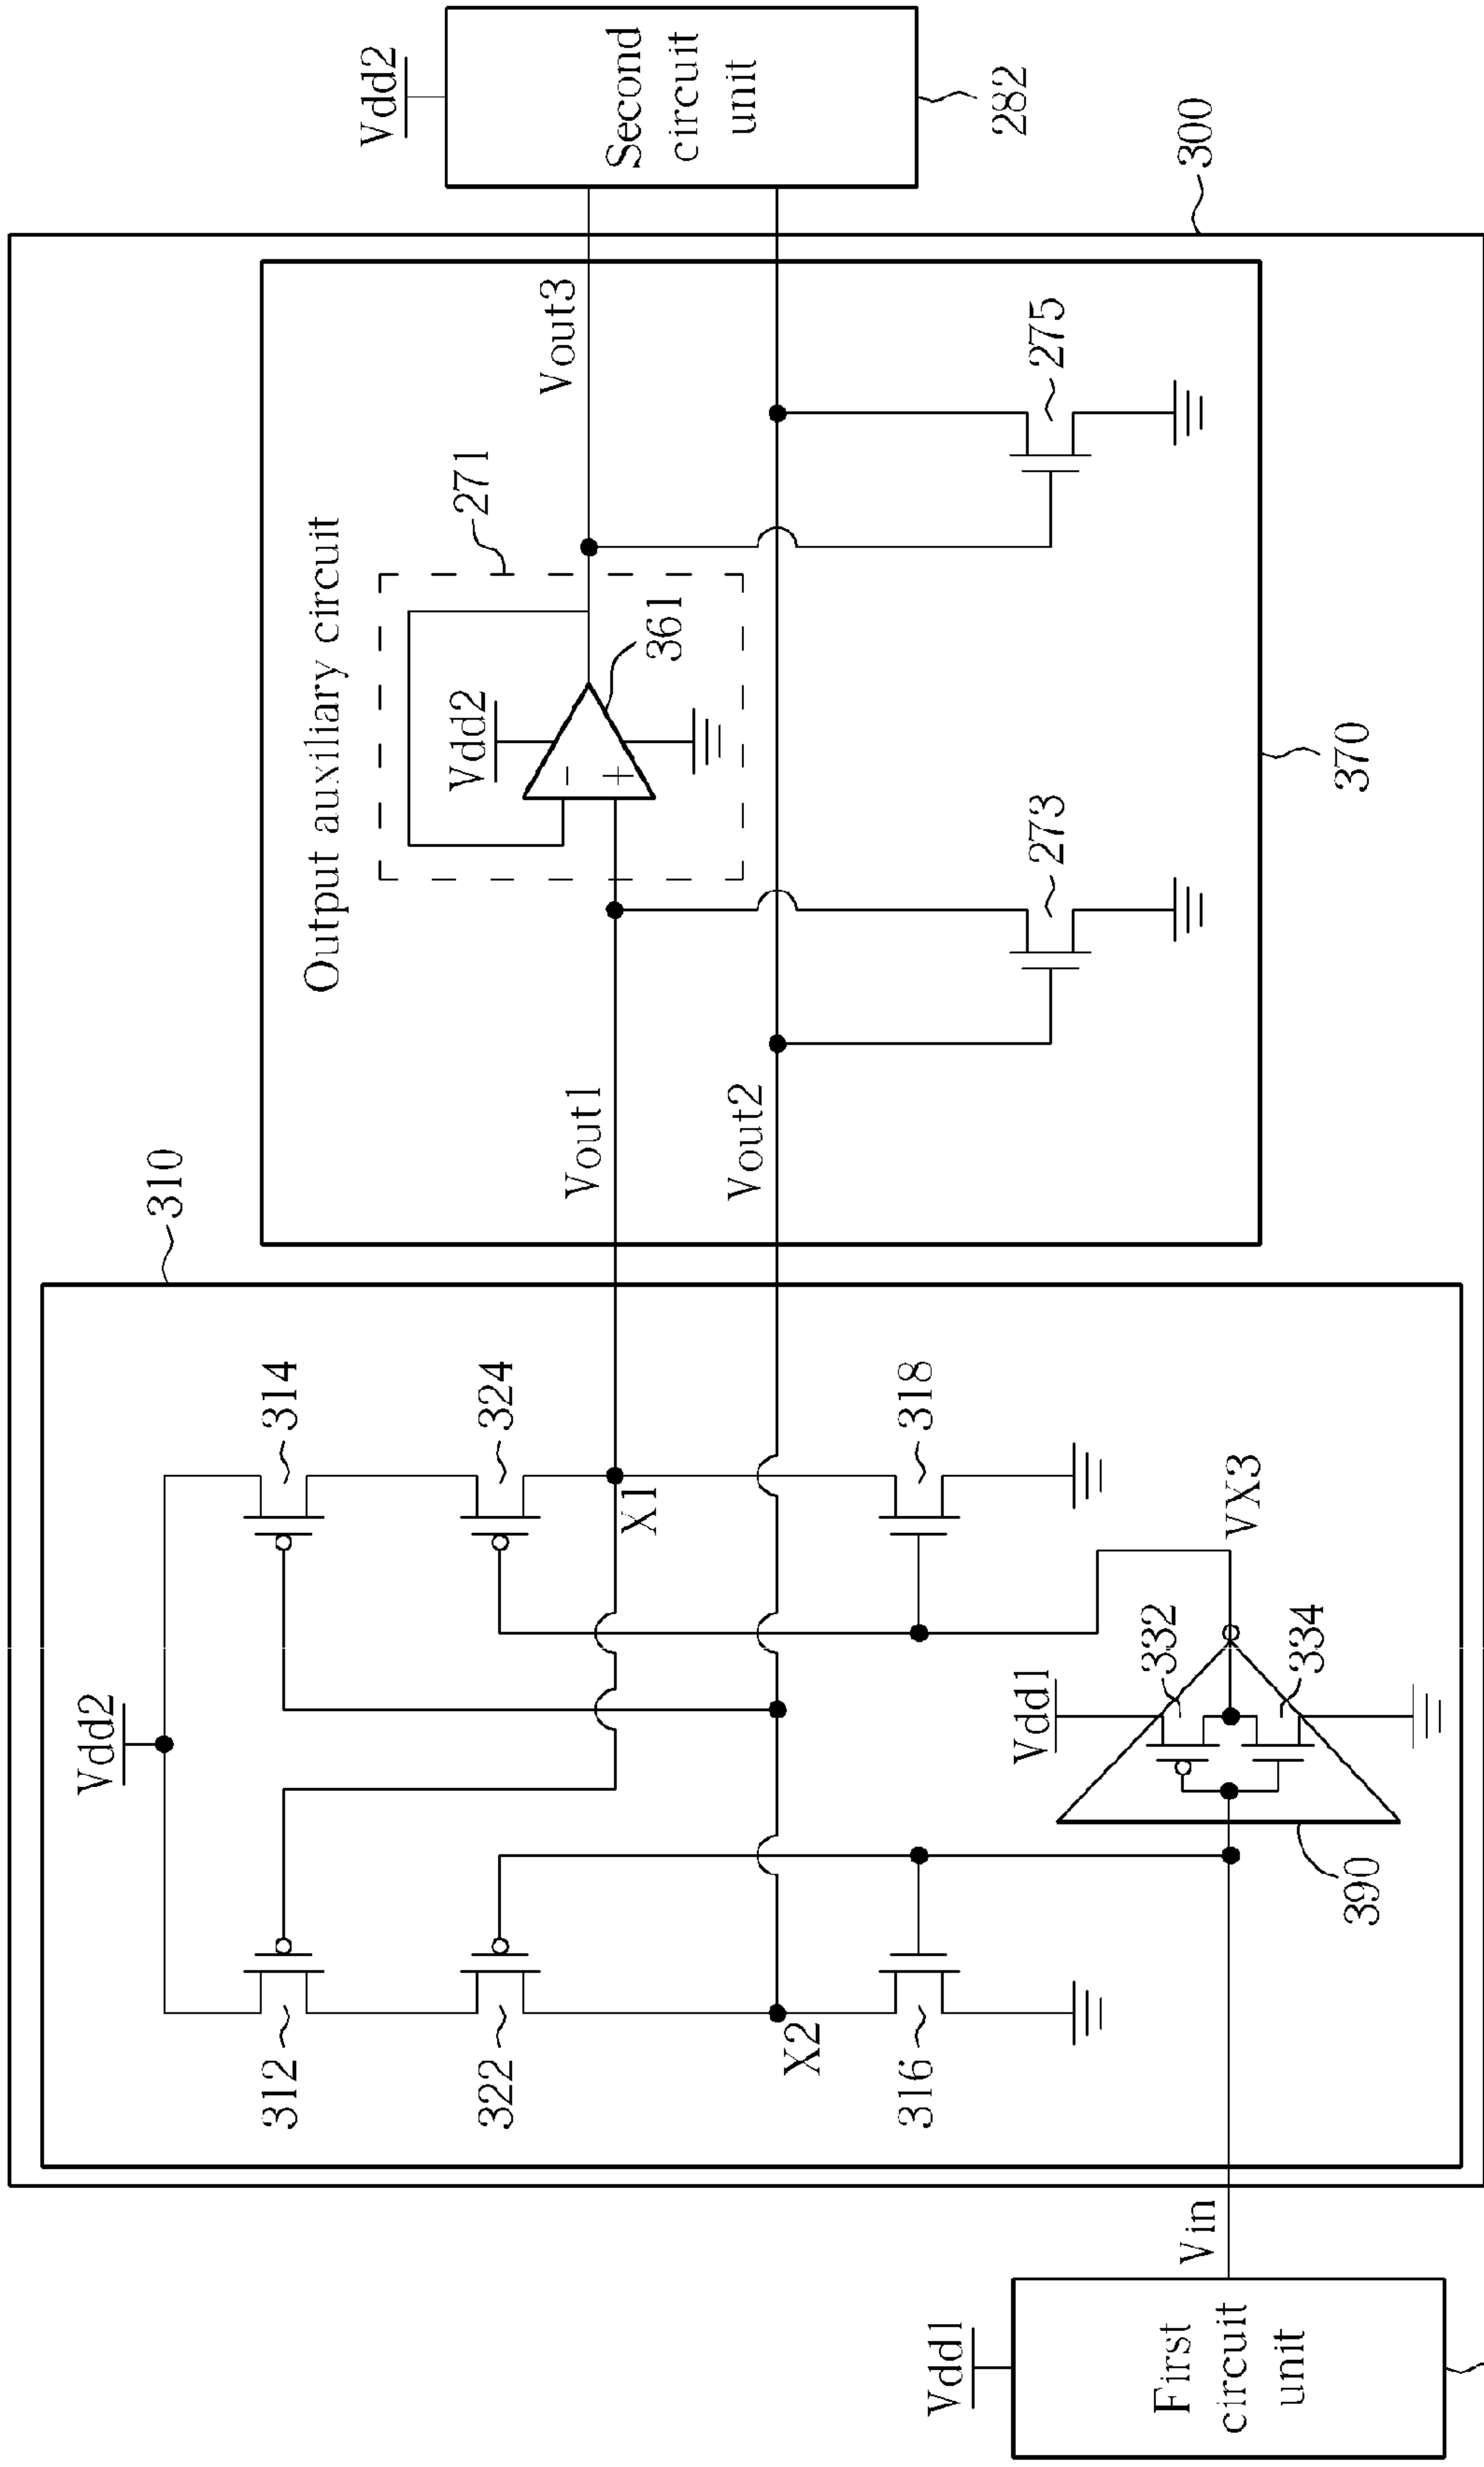 Vdd1
First
circuit
unit
Vin
300
310
Vdd2
312
314
322
324
X1
X2
316
318
Vdd1
332
334
VX3
390
Vout1
Vout2
Output auxiliary circuit
271
Vdd2
-
+
361
Vout3
273
275
370
Vdd2
Second
circuit
unit
282